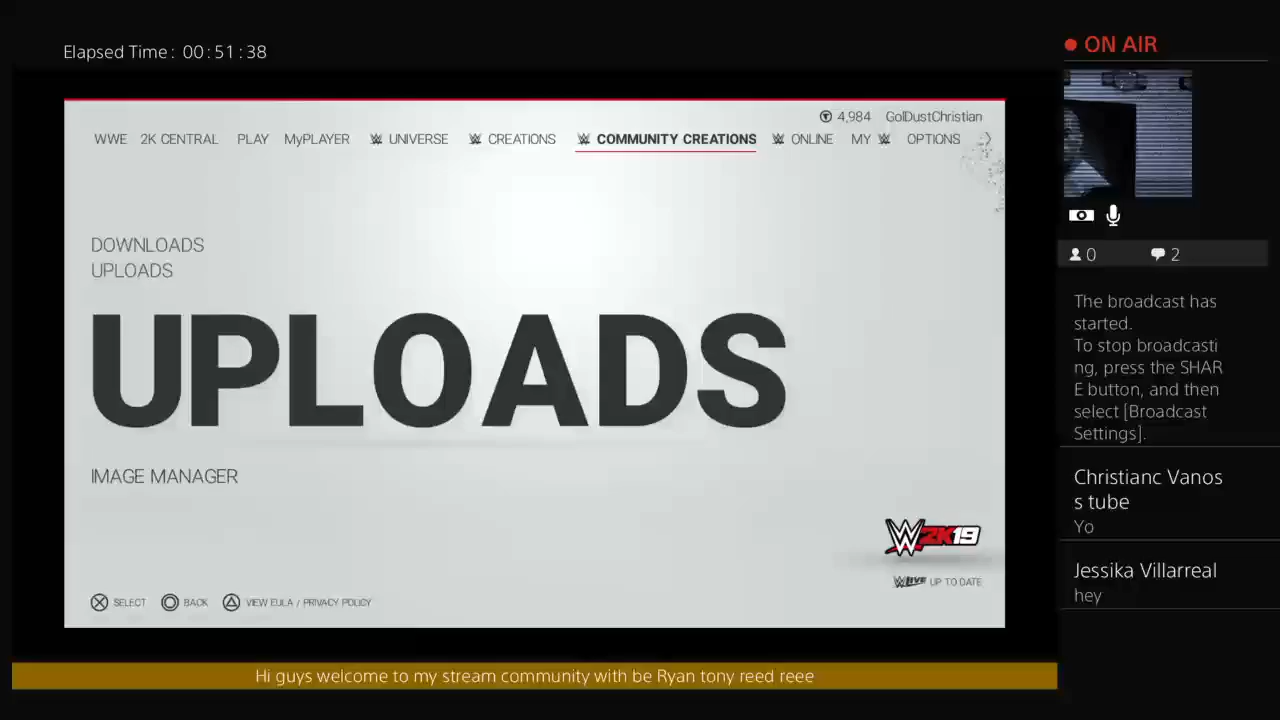 Elapsed Time: 00:51:38
ON AIR
4,984 GolDustChristian
WWE 2K CENTRAL PLAY MyPLAYER UNIVERSE CREATIONS COMMUNITY CREATIONS ONLINE MY OPTIONS
DOWNLOADS
UPLOADS
UPLOADS
IMAGE MANAGER
W 2K19
W LIVE UP TO DATE
SELECT BACK VIEW EULA / PRIVACY POLICY
0 2
The broadcast has
started.
To stop broadcasti
ng, press the SHAR
E button, and then
select [Broadcast
Settings].
Christianc Vanos
s tube
Yo
Jessika Villarreal
hey
Hi guys welcome to my stream community with be Ryan tony reed reee